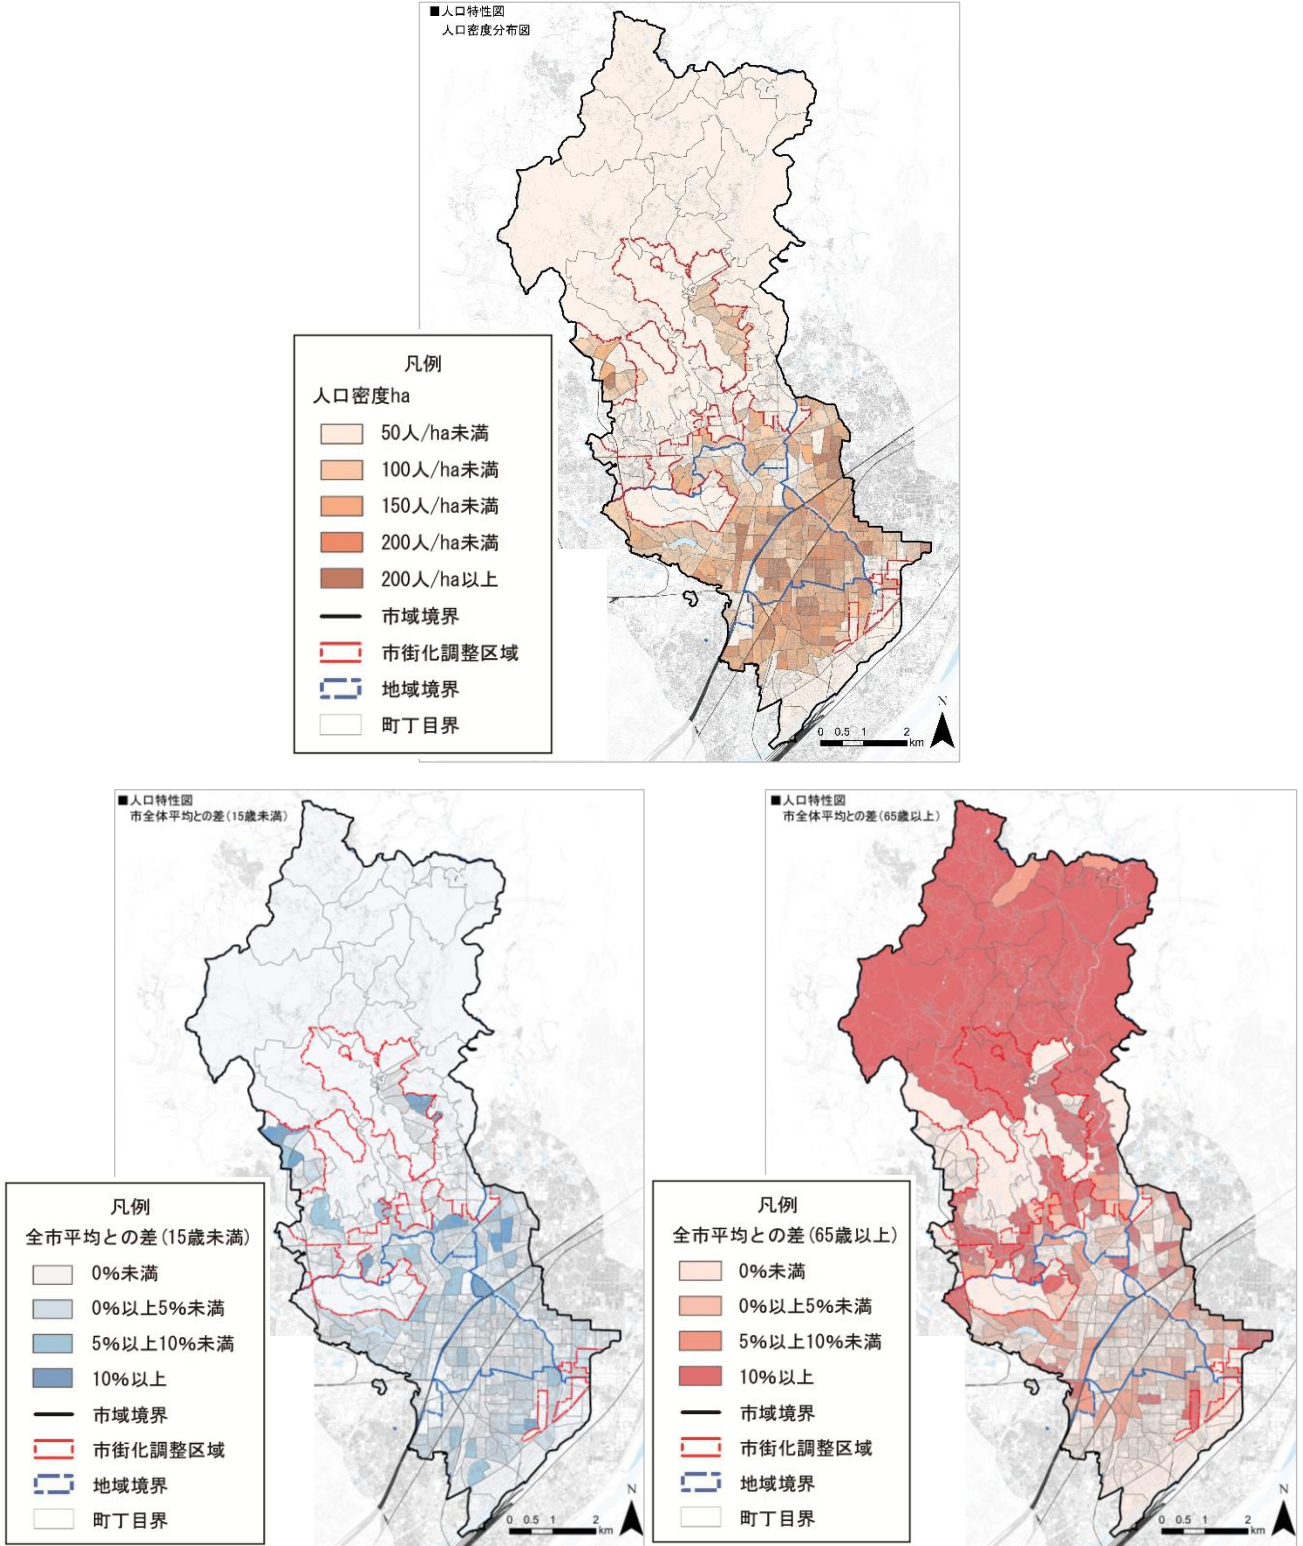 ■人口特性図
人口密度分布図
凡例
人口密度ha
50人/ha未満
100人/ha未満
150人/ha未満
200人/ha未満
200人/ha以上
市域境界
市街化調整区域
地域境界
町丁目界
N
0 0.5 1 2
km
■人口特性図
市全体平均との差(15歳未満)
凡例
全市平均との差(15歳未満)
0%未満
0%以上5%未満
5%以上10%未満
10%以上
市域境界
市街化調整区域
地域境界
町丁目界
N
0 0.5 1 2
km
■人口特性図
市全体平均との差(65歳以上)
凡例
全市平均との差(65歳以上)
0%未満
0%以上5%未満
5%以上10%未満
10%以上
市域境界
市街化調整区域
地域境界
町丁目界
N
0 0.5 1 2
km